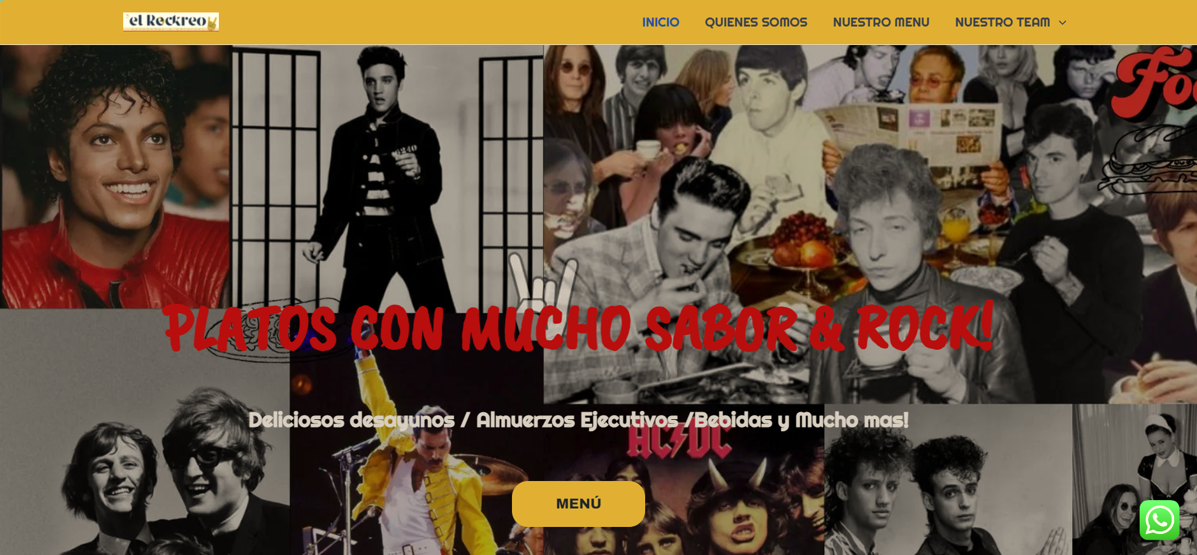 el Rockreo
INICIO
QUIENES SOMOS
NUESTRO MENU
NUESTRO TEAM
PLATOS CON MUCHO SABOR & ROCK!
Deliciosos desayunos / Almuerzos Ejecutivos /Bebidas y Mucho mas!
AC/DC
MENÚ